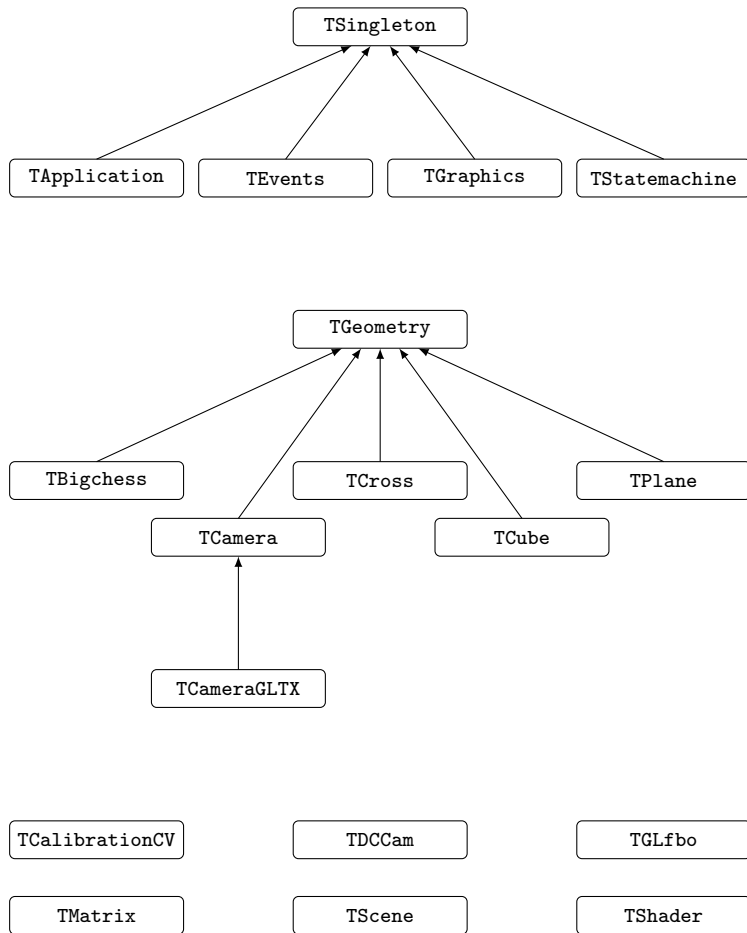 TSingleton
TApplication
TEvents
TGraphics
TStatemachine
TGeometry
TBigchess
TCross
TPlane
TCamera
TCube
TCameraGLTX
TCalibrationCV
TDCCam
TGLfbo
TMatrix
TScene
TShader